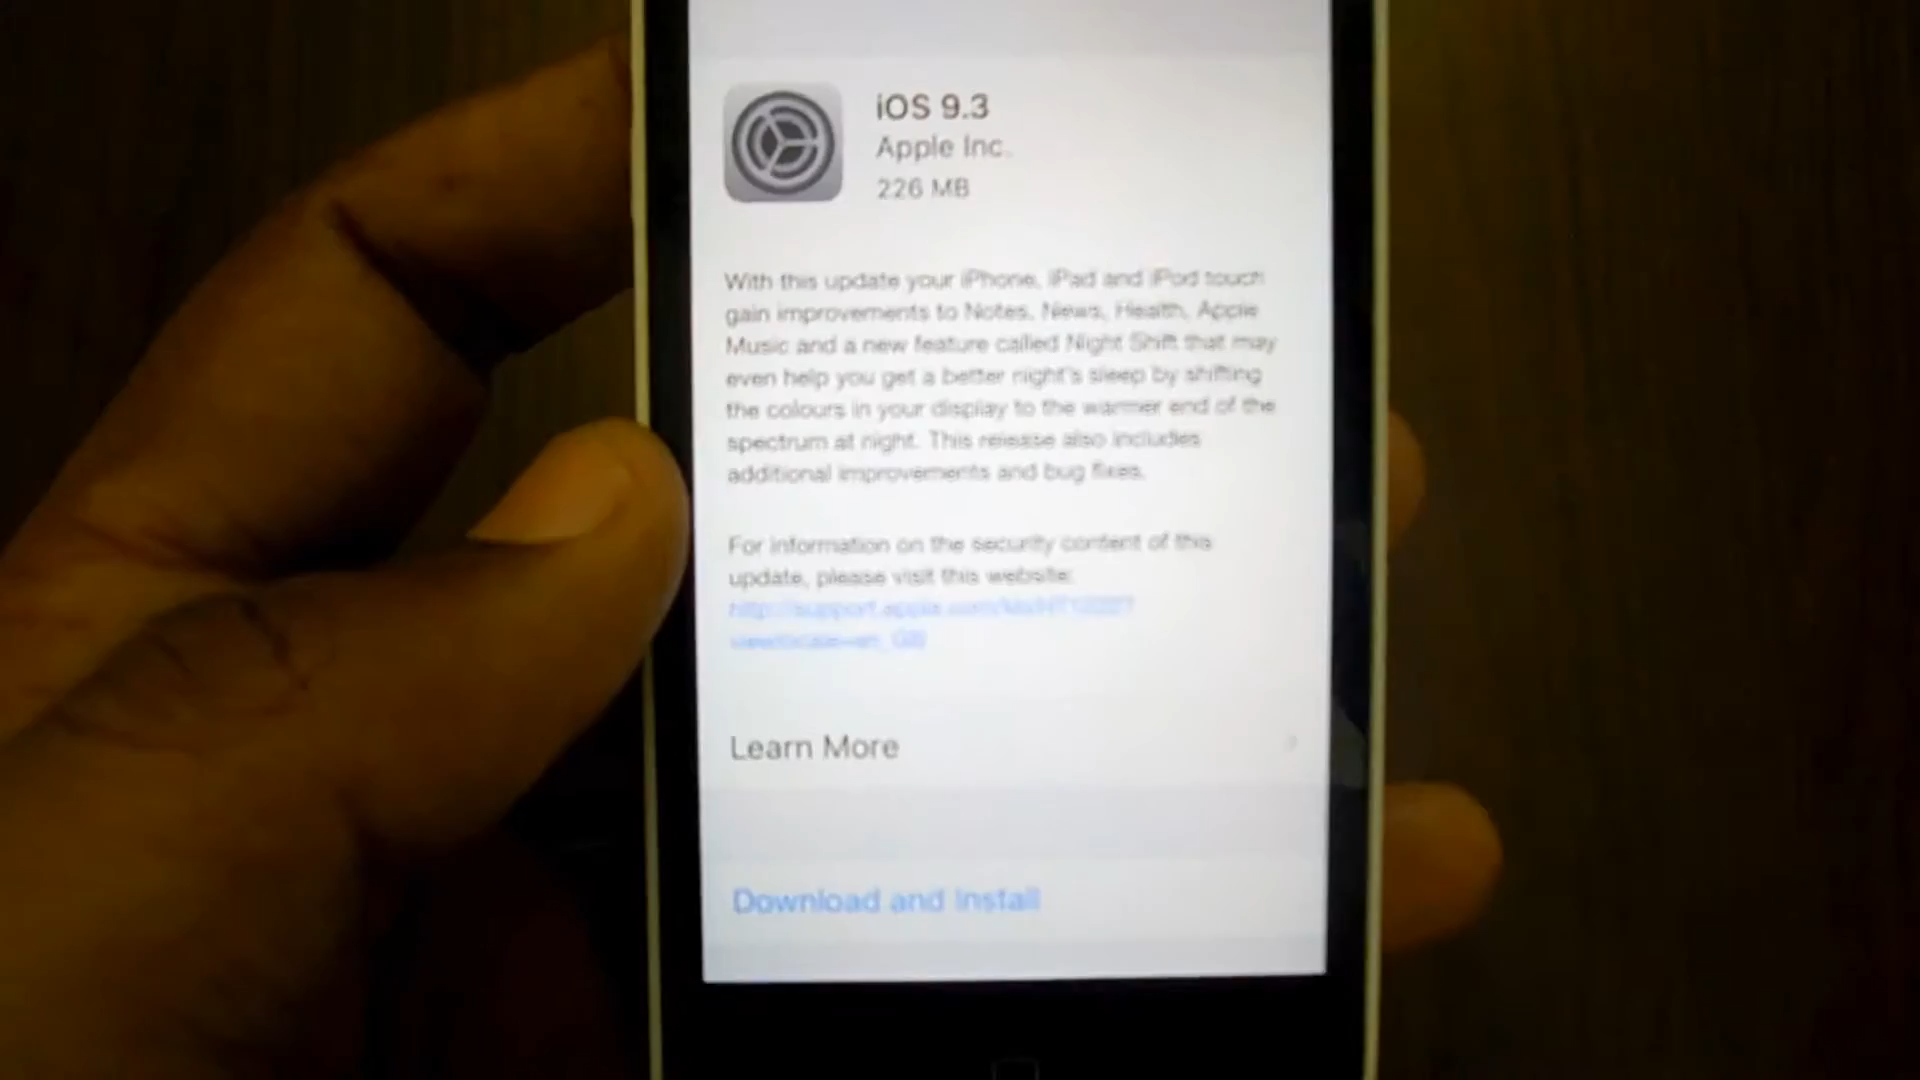 iOS 9.3
Apple Inc.
226 MB
With this update your iPhone, iPad and iPod touch
gain improvements to Notes, News, Health, Apple
Music and a new feature called Night Shift that may
even help you get a better night's sleep by shifting
the colours in your display to the warmer end of the
spectrum at night. This release also includes
additional improvements and bug fixes.
For information on the security content of this
update, please visit this website:
Learn More
Download and Install